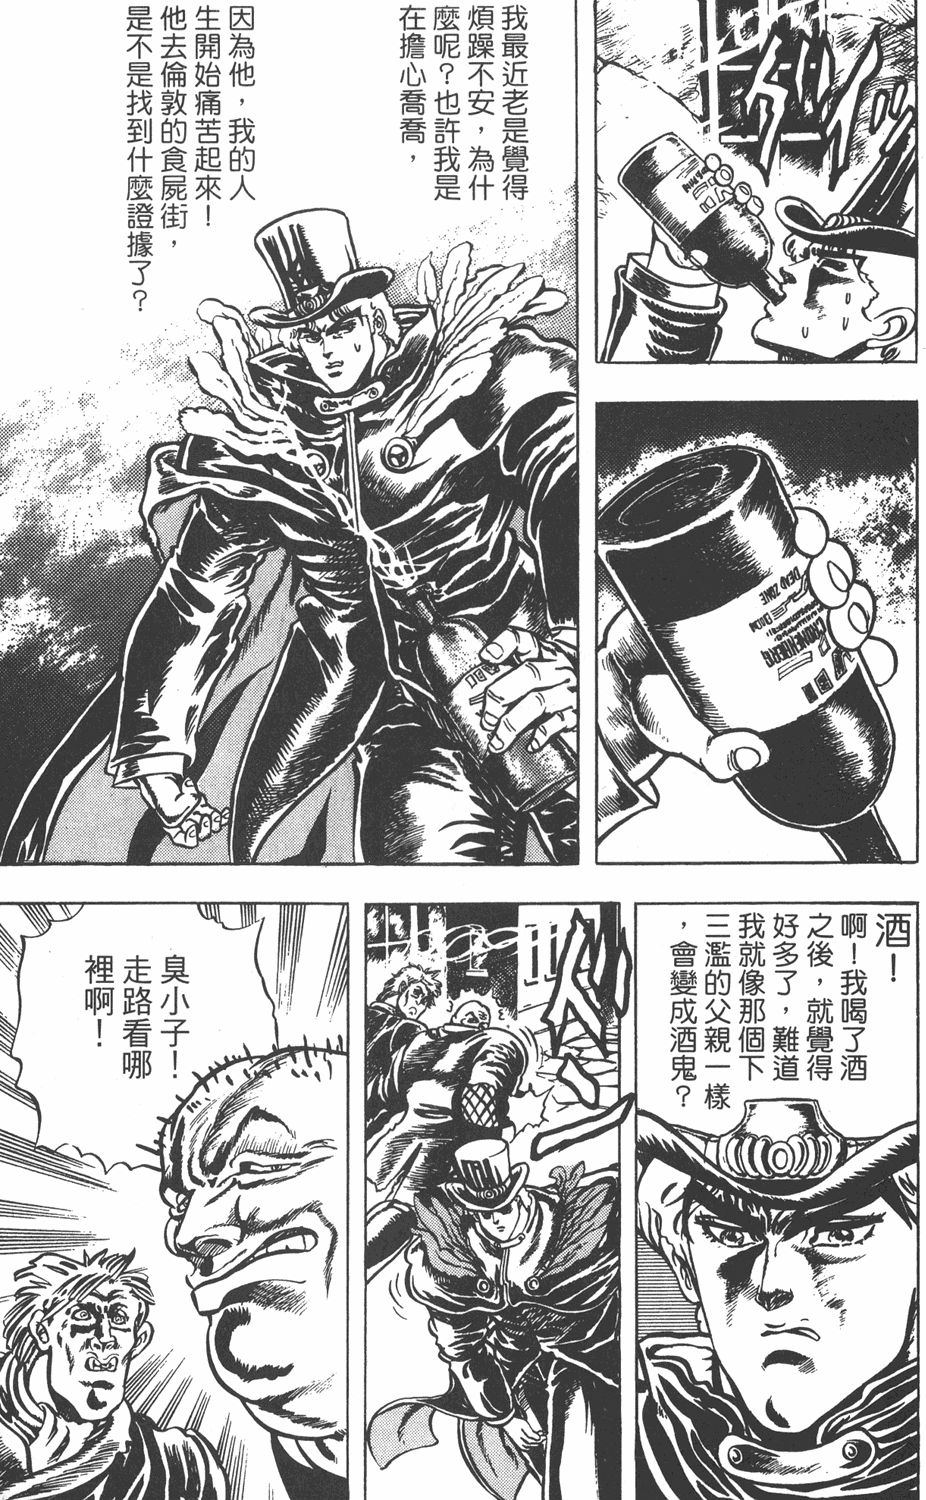 DEAD ZONE
CRONENBERG
我最近老是覺得
煩躁不安，為什
麼呢？也許我是
在擔心喬喬，
因為他，我的人
生開始痛苦起來！
他去倫敦的食屍街，
是不是找到什麼證據了？
酒！
啊！我喝了酒
之後，就覺得
好多了，難道
我就像那個下
三濫的父親一樣
，會變成酒鬼？
臭小子！
走路看哪
裡啊！